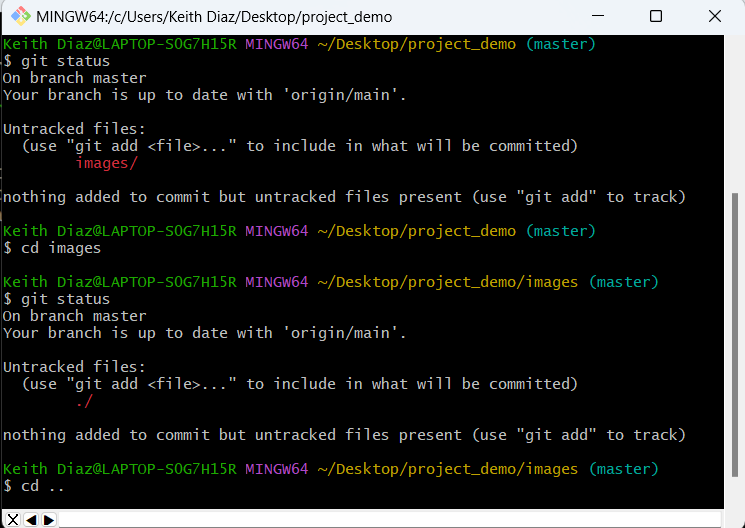 MINGW64:/c/Users/Keith Diaz/Desktop/project_demo
Keith Diaz@LAPTOP-SOG7H15R MINGW64 ~/Desktop/project_demo (master)
$ git status
On branch master
Your branch is up to date with 'origin/main'.
Untracked files:
  (use "git add <file>..." to include in what will be committed)
        images/
nothing added to commit but untracked files present (use "git add" to track)
Keith Diaz@LAPTOP-SOG7H15R MINGW64 ~/Desktop/project_demo (master)
$ cd images
Keith Diaz@LAPTOP-SOG7H15R MINGW64 ~/Desktop/project_demo/images (master)
$ git status
On branch master
Your branch is up to date with 'origin/main'.
Untracked files:
  (use "git add <file>..." to include in what will be committed)
        ./
nothing added to commit but untracked files present (use "git add" to track)
Keith Diaz@LAPTOP-SOG7H15R MINGW64 ~/Desktop/project_demo/images (master)
$ cd ..